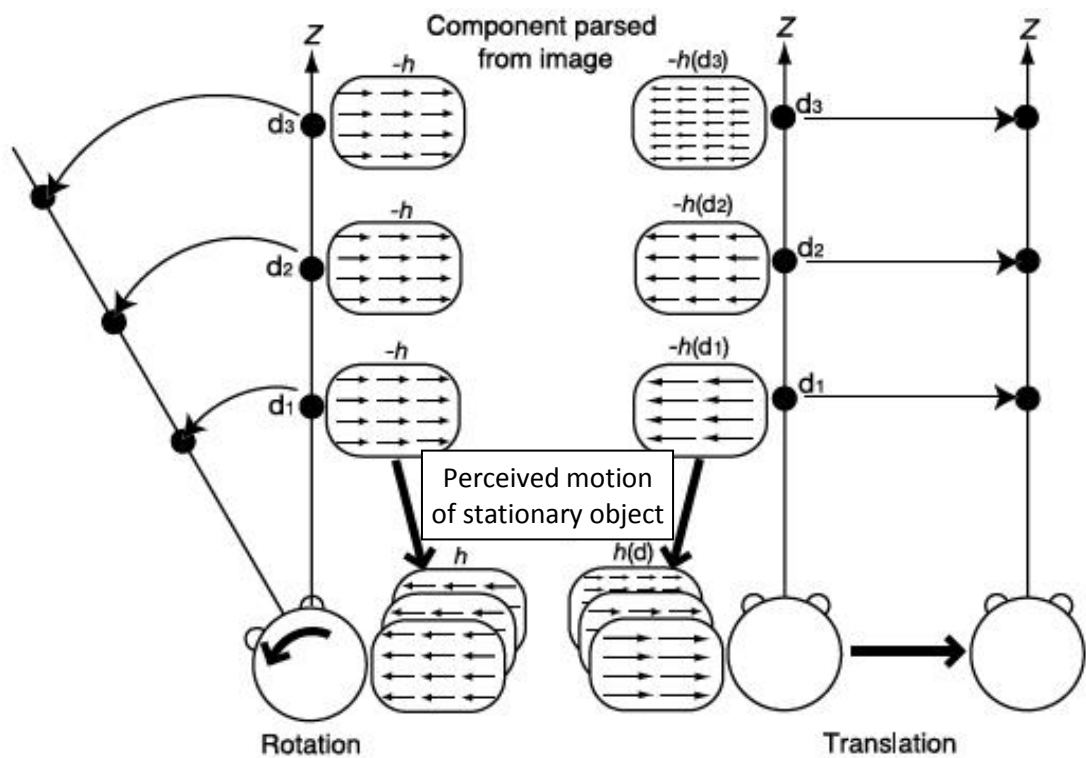 Component parsed
from image
Z
-h
d3
-h
d2
-h
d1
Z
-h(d3)
d3
-h(d2)
d2
-h(d1)
d1
Z
Perceived motion
of stationary object
h
h(d)
Rotation
Translation